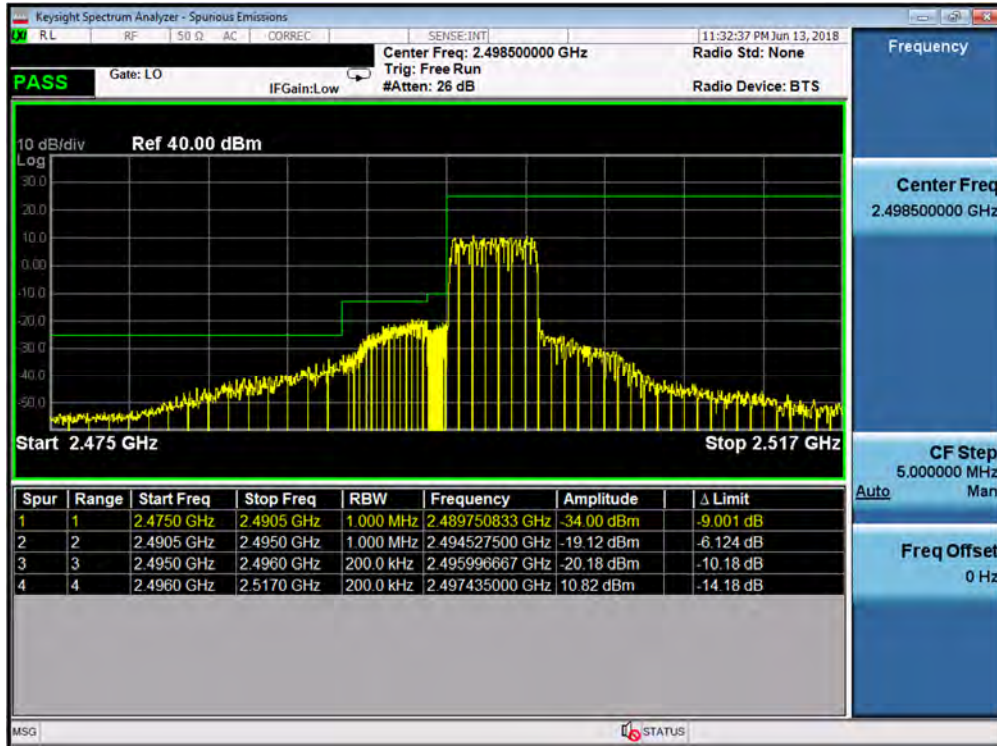 Keysight Spectrum Analyzer - Spurious Emissions
LXI RL RF 50 Ω AC CORREC SENSE:INT 11:32:37 PM Jun 13, 2018
Center Freq: 2.498500000 GHz Radio Std: None
Trig: Free Run
PASS Gate: LO IFGain:Low #Atten: 26 dB Radio Device: BTS
Frequency
10 dB/div Ref 40.00 dBm
Log
30.0
20.0
10.0
0.00
-10.0
-20.0
-30.0
-40.0
-50.0
Start 2.475 GHz Stop 2.517 GHz
Center Freq
2.498500000 GHz
CF Step
5.000000 MHz
Auto Man
Freq Offset
0 Hz
Spur Range Start Freq Stop Freq RBW Frequency Amplitude Δ Limit
1 1 2.4750 GHz 2.4905 GHz 1.000 MHz 2.489750833 GHz -34.00 dBm -9.001 dB
2 2 2.4905 GHz 2.4950 GHz 1.000 MHz 2.494527500 GHz -19.12 dBm -6.124 dB
3 3 2.4950 GHz 2.4960 GHz 200.0 kHz 2.495996667 GHz -20.18 dBm -10.18 dB
4 4 2.4960 GHz 2.5170 GHz 200.0 kHz 2.497435000 GHz 10.82 dBm -14.18 dB
MSG STATUS